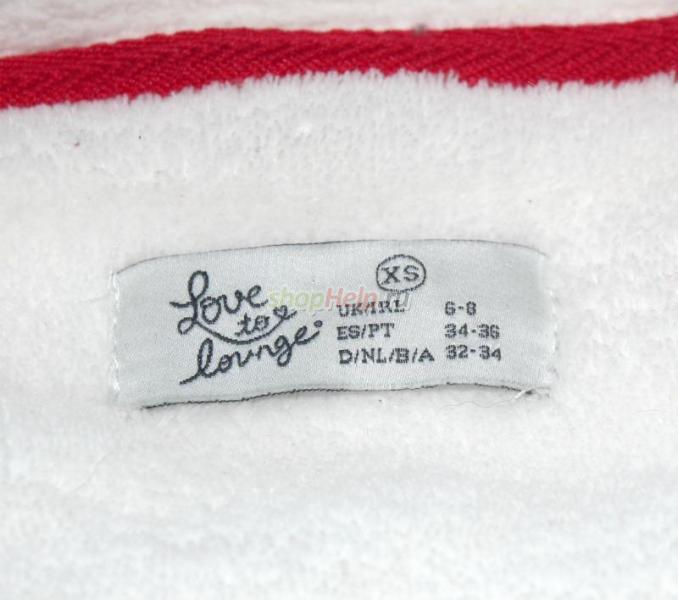 Love
to
lounge
XS
shopHelp.ru
UK/IRL 6-8
ES/PT 34-36
D/NL/B/A 32-34